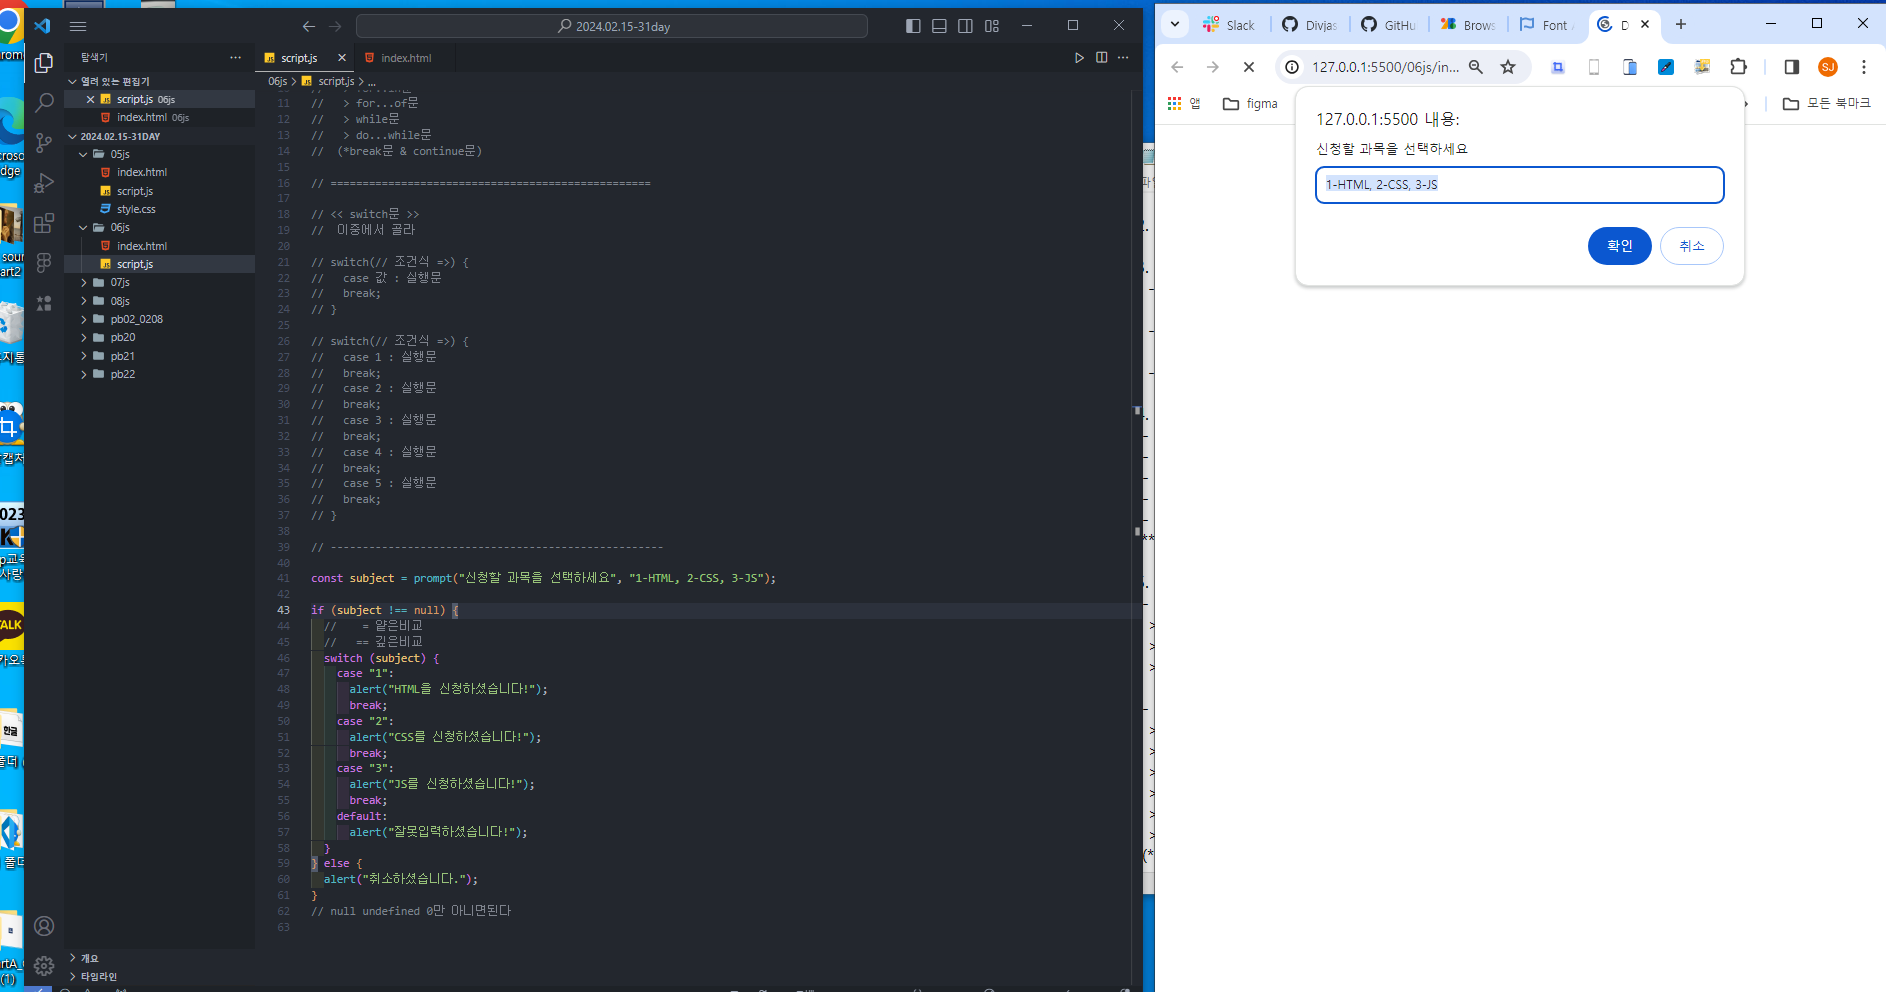 2024.02.15-31day
탐색기
열려 있는 편집기
script.js 06js
index.html 06js
2024.02.15-31DAY
05js
index.html
script.js
style.css
06js
index.html
script.js
07js
08js
pb02_0208
pb20
pb21
pb22
개요
타임라인
script.js
index.html
06js > script.js > ...
11 // > for...of문
12 // > while문
13 // > do...while문
14 // (*break문 & continue문)
15
16 // ==================================================
17
18 // << switch문 >>
19 // 이중에서 골라
20
21 // switch(// 조건식 =>) {
22 // case 값 : 실행문
23 // break;
24 // }
25
26 // switch(// 조건식 =>) {
27 // case 1 : 실행문
28 // break;
29 // case 2 : 실행문
30 // break;
31 // case 3 : 실행문
32 // break;
33 // case 4 : 실행문
34 // break;
35 // case 5 : 실행문
36 // break;
37 // }
38
39 // ----------------------------------------------------
40
41 const subject = prompt("신청할 과목을 선택하세요", "1-HTML, 2-CSS, 3-JS");
42
43 if (subject !== null) {
44 // = 얕은비교
45 // == 깊은비교
46 switch (subject) {
47 case "1":
48 alert("HTML을 신청하셨습니다!");
49 break;
50 case "2":
51 alert("CSS를 신청하셨습니다!");
52 break;
53 case "3":
54 alert("JS를 신청하셨습니다!");
55 break;
56 default:
57 alert("잘못입력하셨습니다!");
58 }
59 } else {
60 alert("취소하셨습니다.");
61 }
62 // null undefined 0만 아니면된다
63
Slack
Divjas
GitHu
Brows
Font
D
127.0.0.1:5500/06js/in...
SJ
앱
figma
모든 북마크
127.0.0.1:5500 내용:
신청할 과목을 선택하세요
1-HTML, 2-CSS, 3-JS
확인
취소